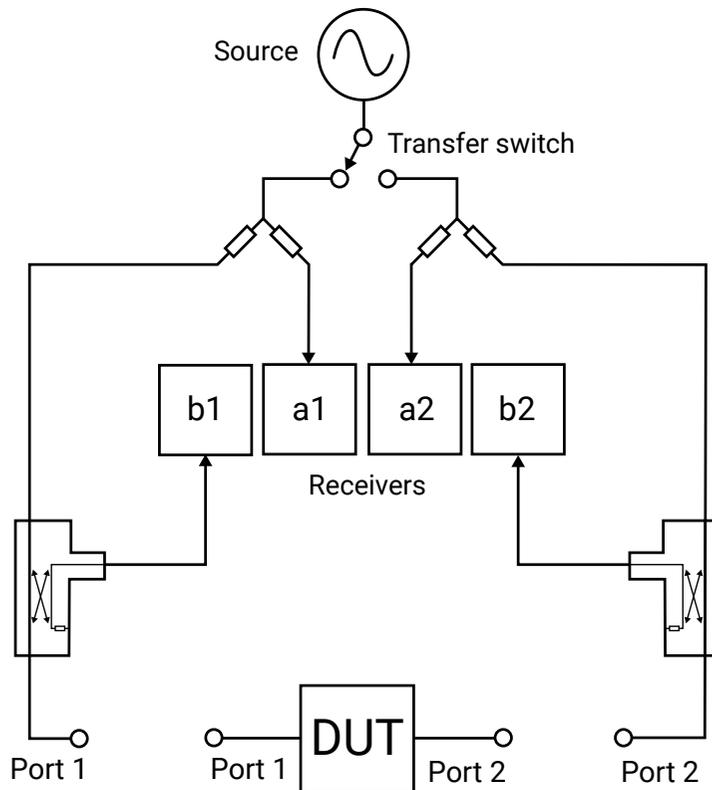 Source
Transfer switch
b1
a1
a2
b2
Receivers
DUT
Port 1
Port 1
Port 2
Port 2